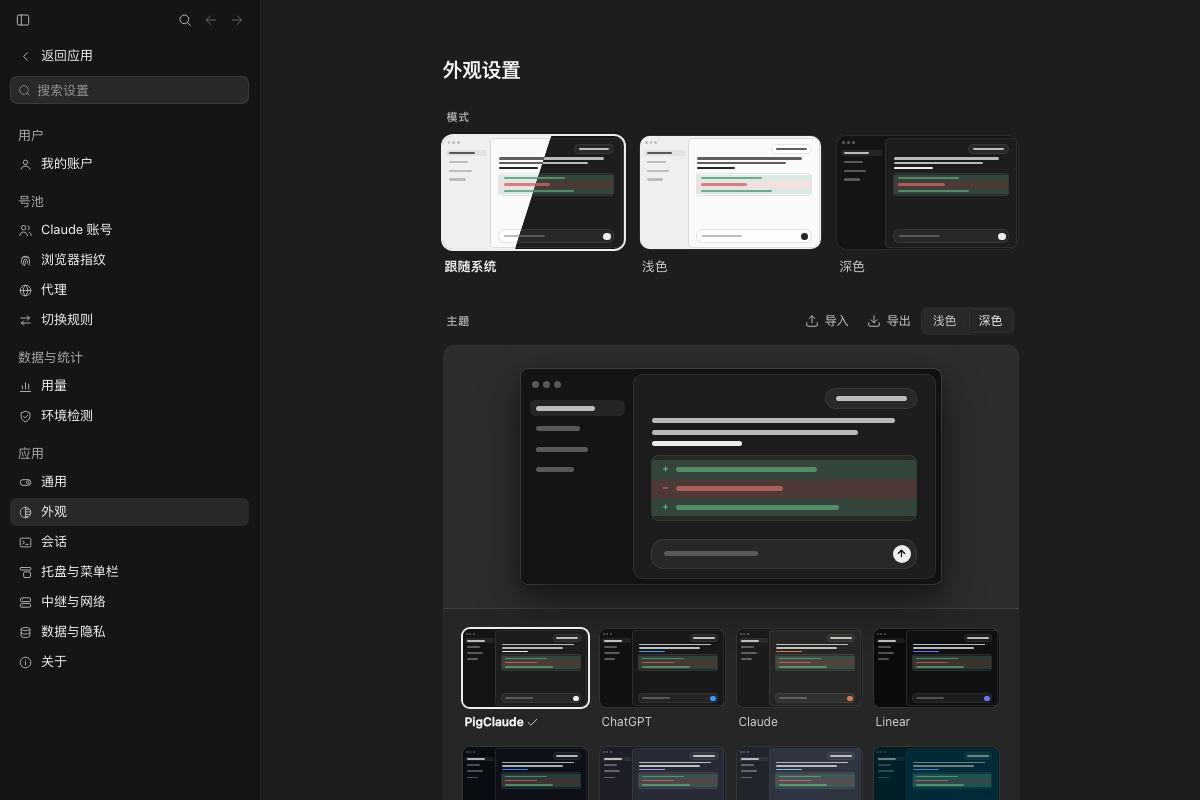 返回应用
搜索设置
用户
我的账户
号池
Claude 账号
浏览器指纹
代理
切换规则
数据与统计
用量
环境检测
应用
通用
外观
会话
托盘与菜单栏
中继与网络
数据与隐私
关于
外观设置
模式
跟随系统
浅色
深色
主题
导入
导出
浅色
深色
PigClaude
ChatGPT
Claude
Linear